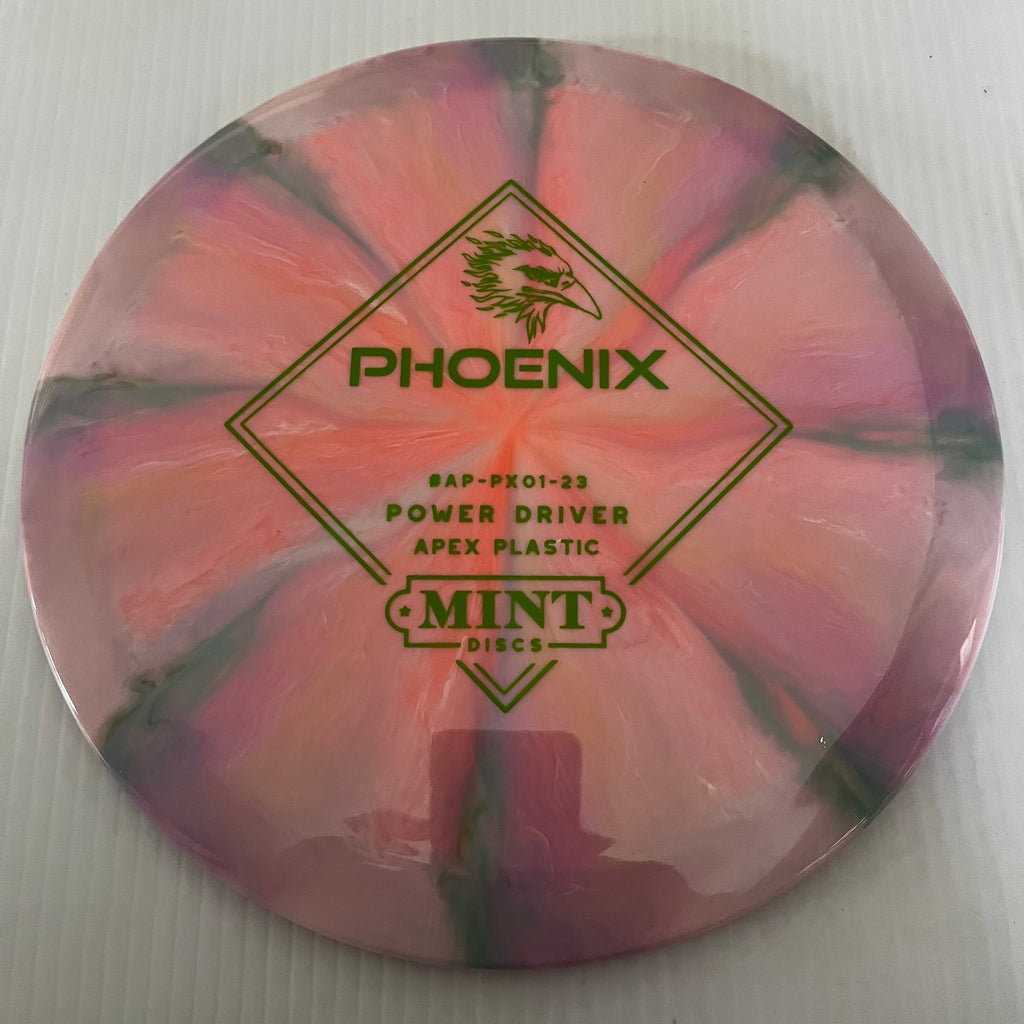 PHOENIX
#AP-PX01-23
POWER DRIVER
APEX PLASTIC
MINT
DISCS